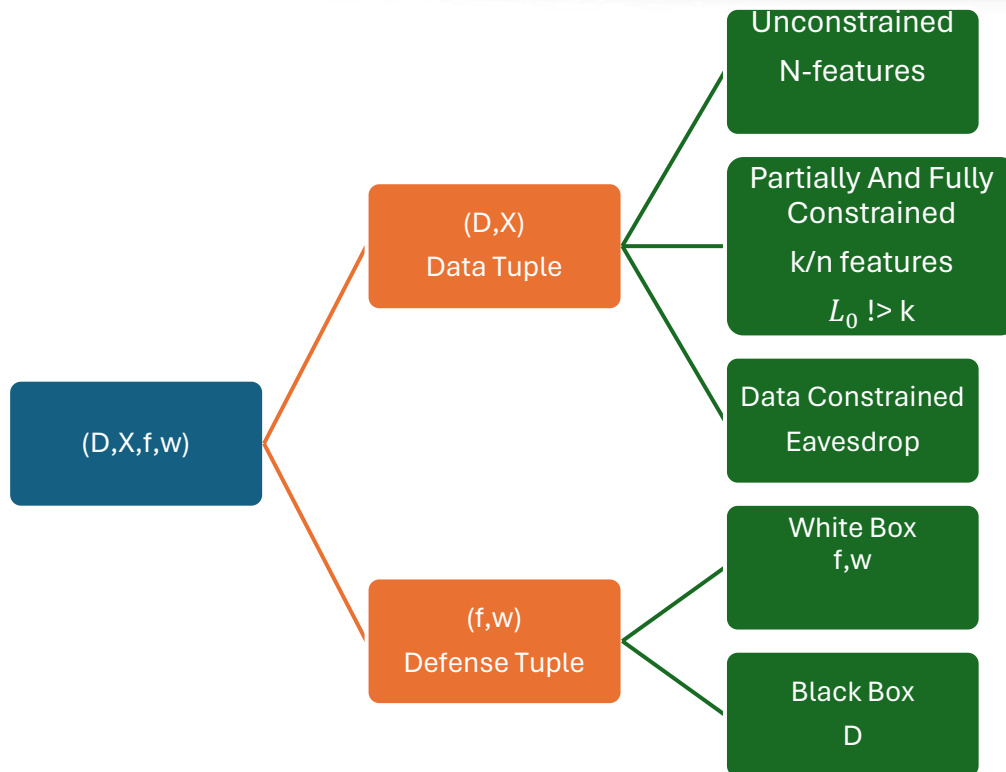 (D,X,f,w)
(D,X)
Data Tuple
Unconstrained
N-features
Partially And Fully
Constrained
k/n features
L₀ !> k
Data Constrained
Eavesdrop
(f,w)
Defense Tuple
White Box
f,w
Black Box
D